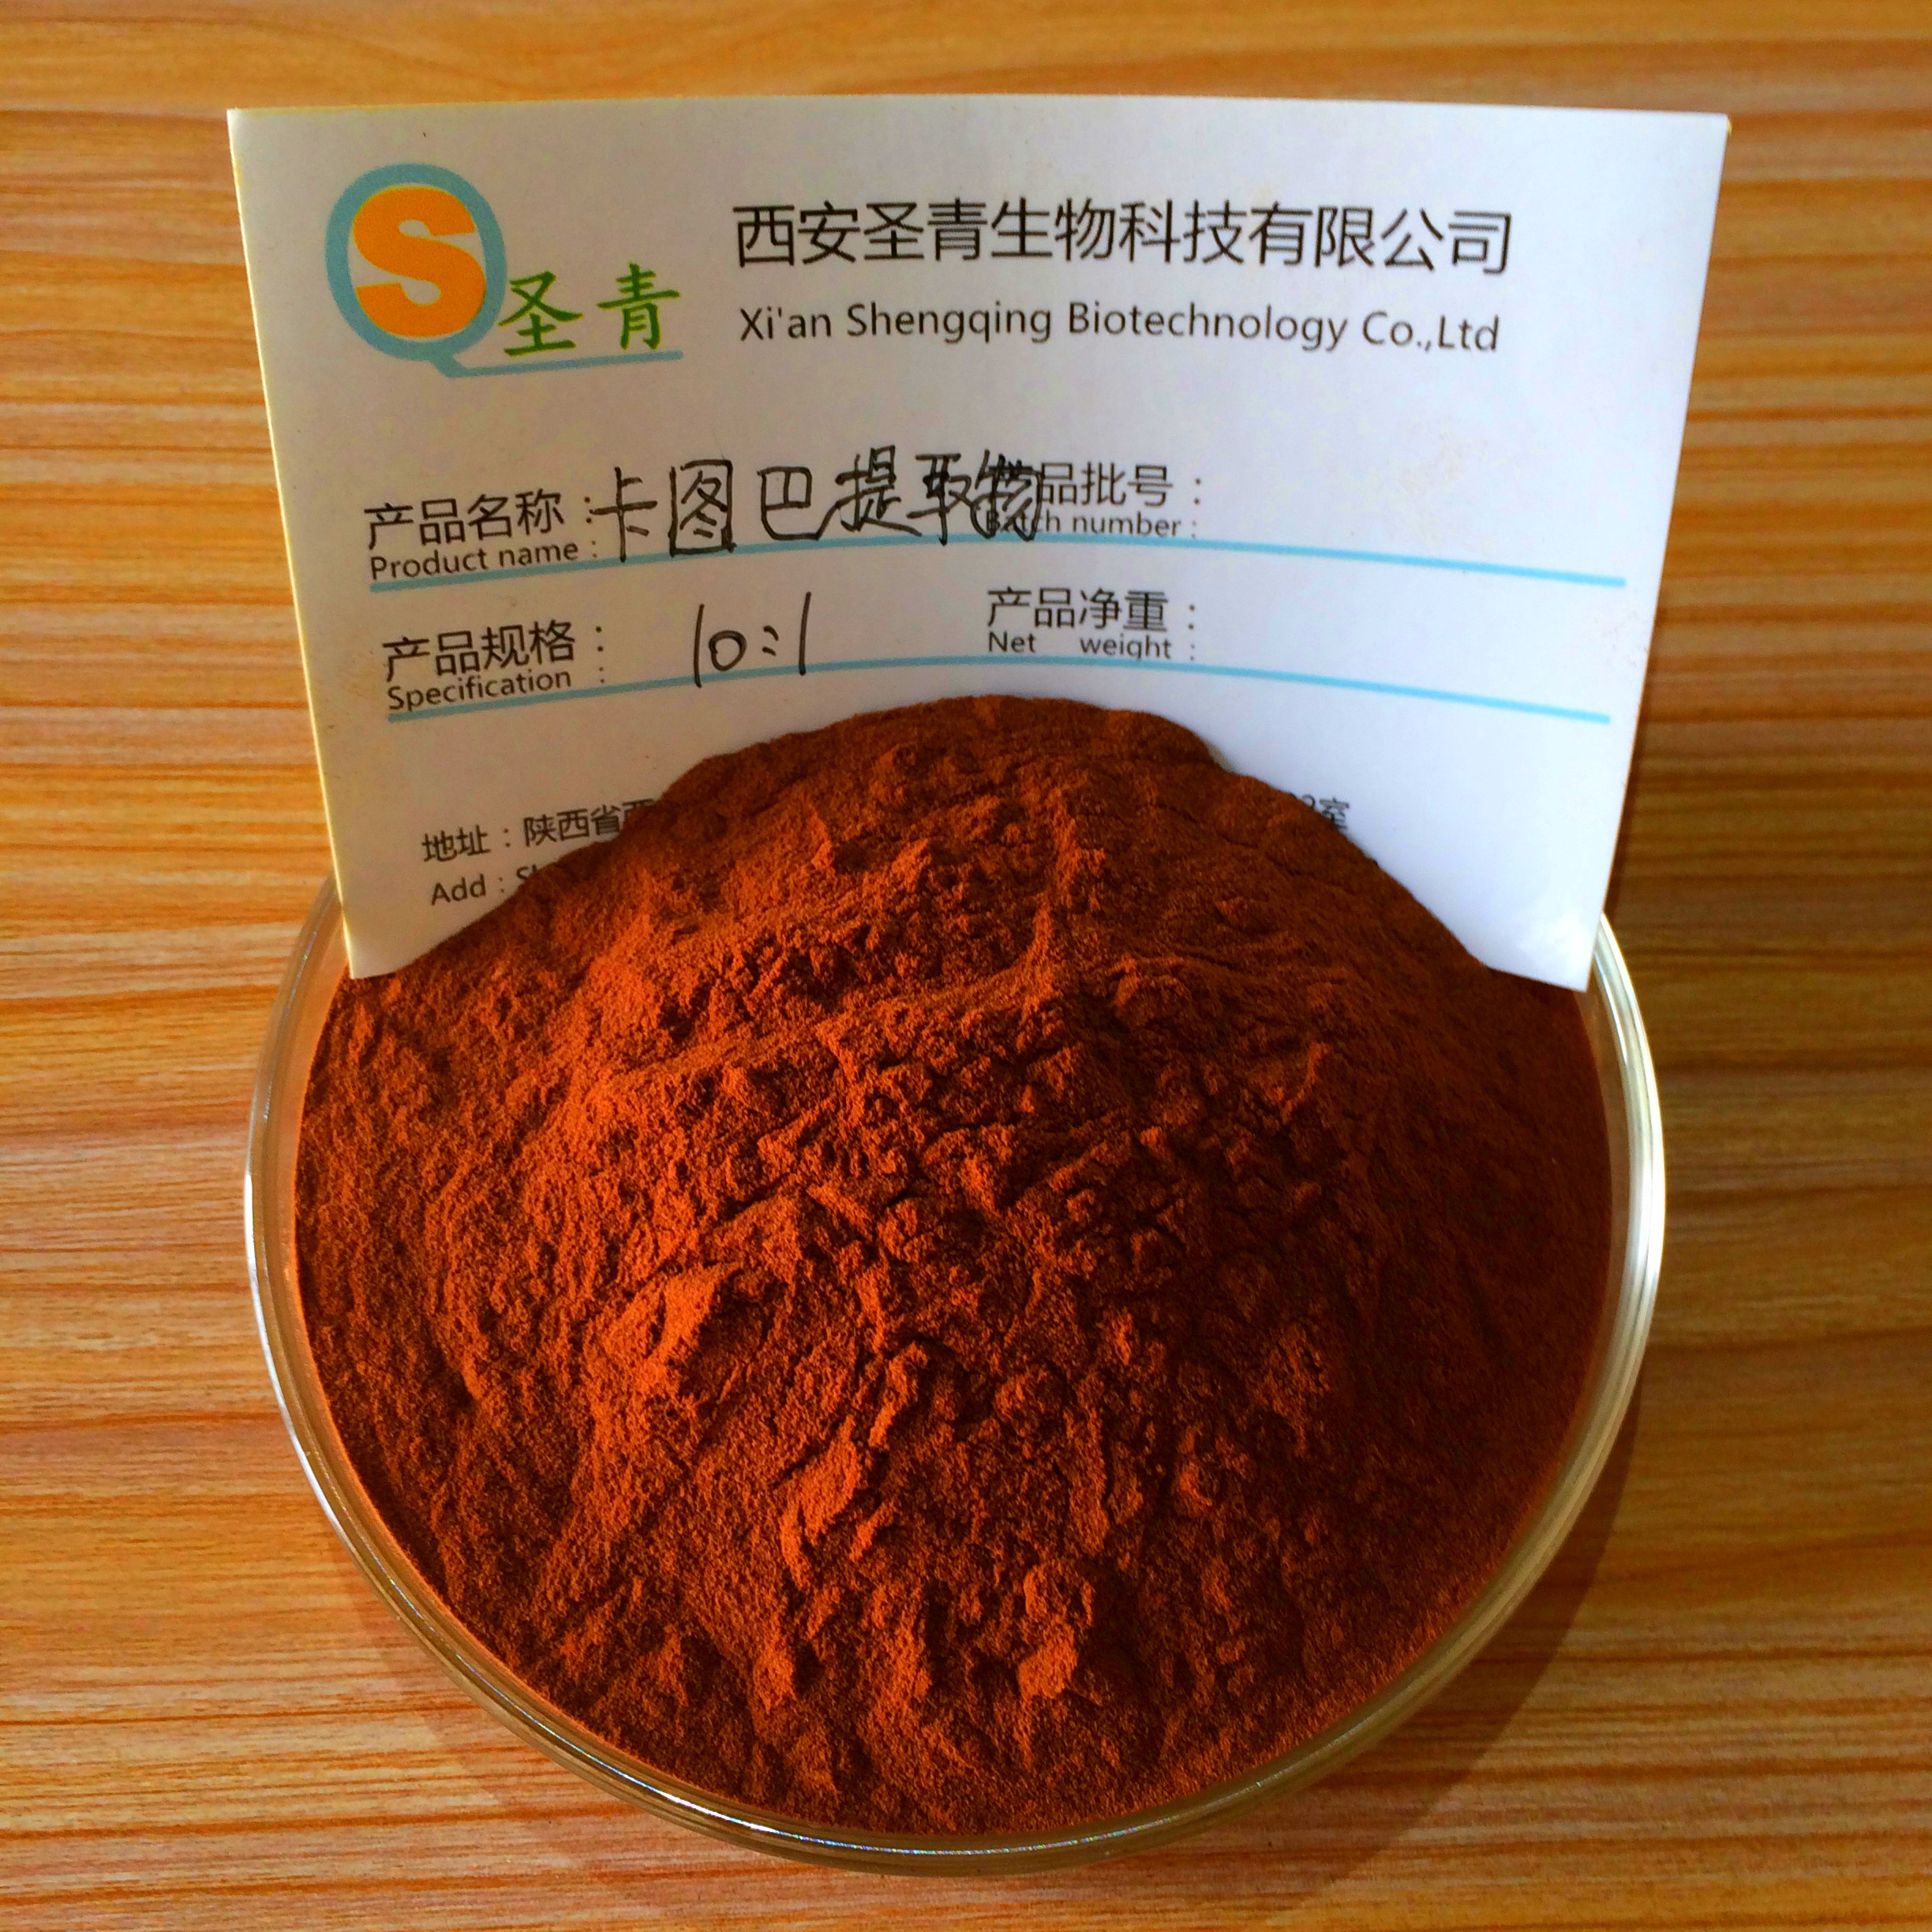 S 圣青
西安圣青生物科技有限公司
Xi'an Shengqing Biotechnology Co.,Ltd
产品名称：卡图巴提取物 品批号：
Product name : Batch number :
产品规格： 10:1 产品净重：
Specification : Net weight :
地址：陕西省 室
Add :